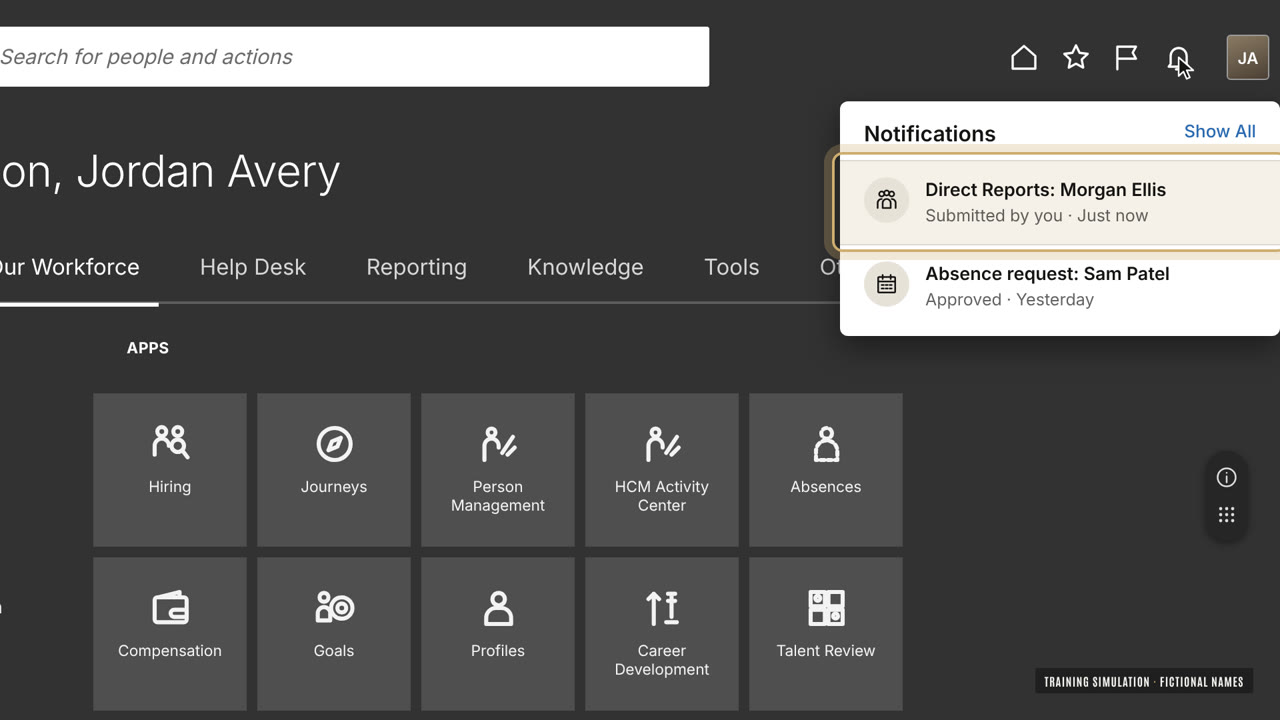 Search for people and actions
JA
Notifications
Show All
on, Jordan Avery
Direct Reports: Morgan Ellis
Submitted by you · Just now
Our Workforce
Help Desk
Reporting
Knowledge
Tools
Absence request: Sam Patel
Approved · Yesterday
APPS
Hiring
Journeys
Person
Management
HCM Activity
Center
Absences
Compensation
Goals
Profiles
Career
Development
Talent Review
TRAINING SIMULATION · FICTIONAL NAMES